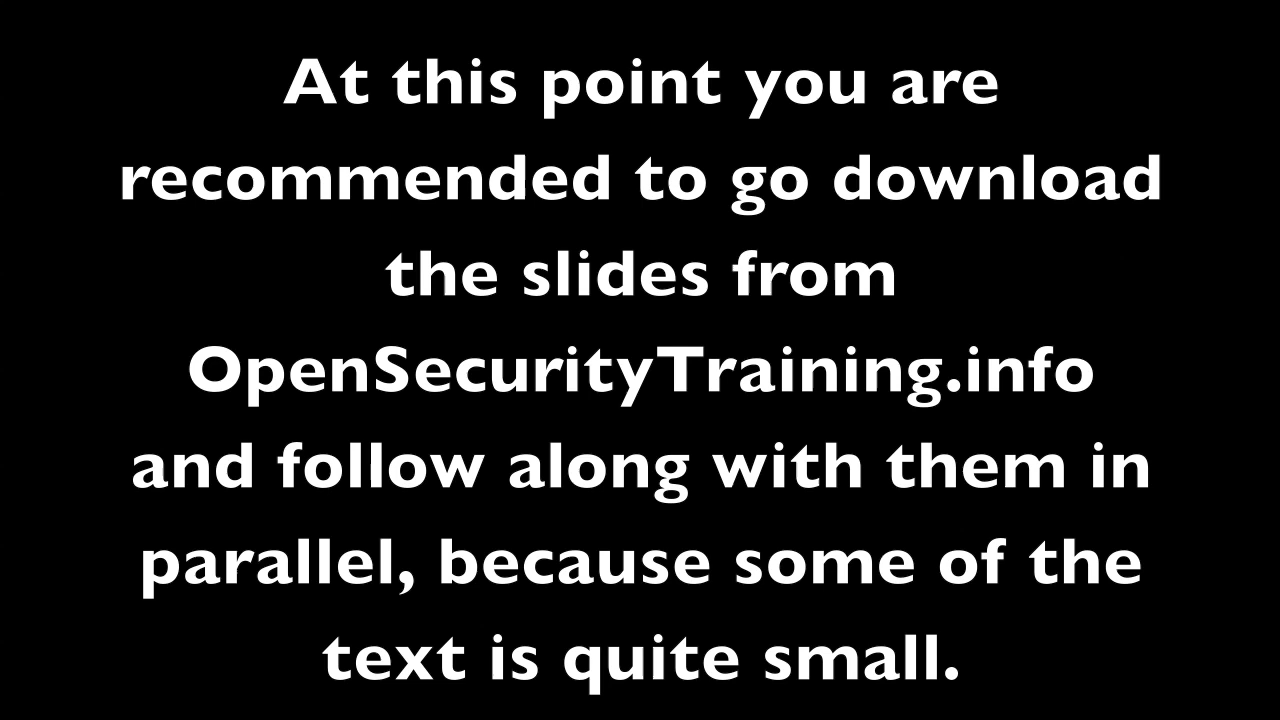 At this point you are
recommended to go download
the slides from
OpenSecurityTraining.info
and follow along with them in
parallel, because some of the
text is quite small.